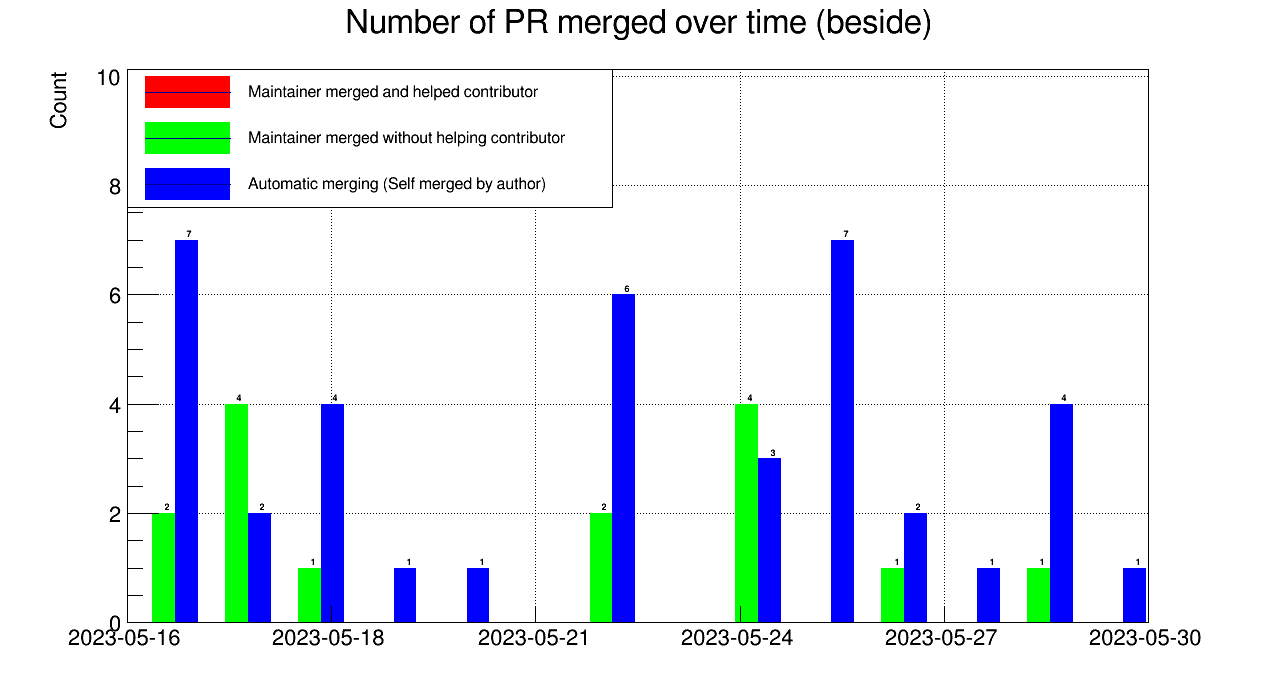 Number of PR merged over time (beside)
Count
10
8
6
4
2
0
Maintainer merged and helped contributor
Maintainer merged without helping contributor
Automatic merging (Self merged by author)
2 7 4 2 1 4 1 1 2 6 4 3 7 1 2 1 1 4 1
2023-05-16 2023-05-18 2023-05-21 2023-05-24 2023-05-27 2023-05-30